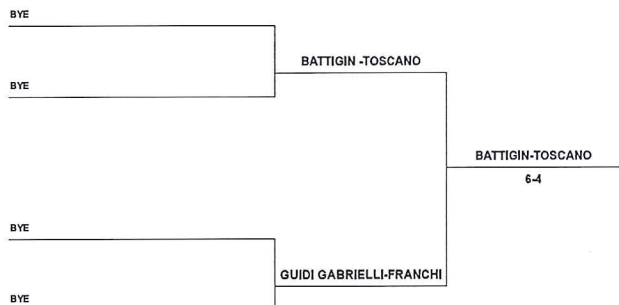 BYE
BATTIGIN -TOSCANO
BYE
BATTIGIN-TOSCANO
6-4
BYE
GUIDI GABRIELLI-FRANCHI
BYE